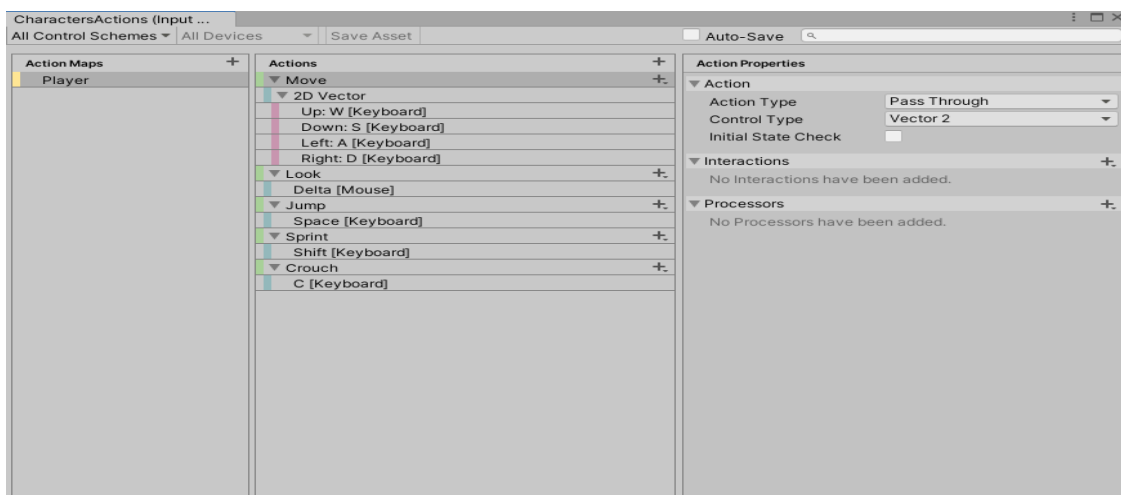 CharactersActions (Input ...
All Control Schemes All Devices Save Asset Auto-Save
Action Maps
Player
Actions
Move
2D Vector
Up: W [Keyboard]
Down: S [Keyboard]
Left: A [Keyboard]
Right: D [Keyboard]
Look
Delta [Mouse]
Jump
Space [Keyboard]
Sprint
Shift [Keyboard]
Crouch
C [Keyboard]
Action Properties
Action
Action Type Pass Through
Control Type Vector 2
Initial State Check
Interactions
No Interactions have been added.
Processors
No Processors have been added.